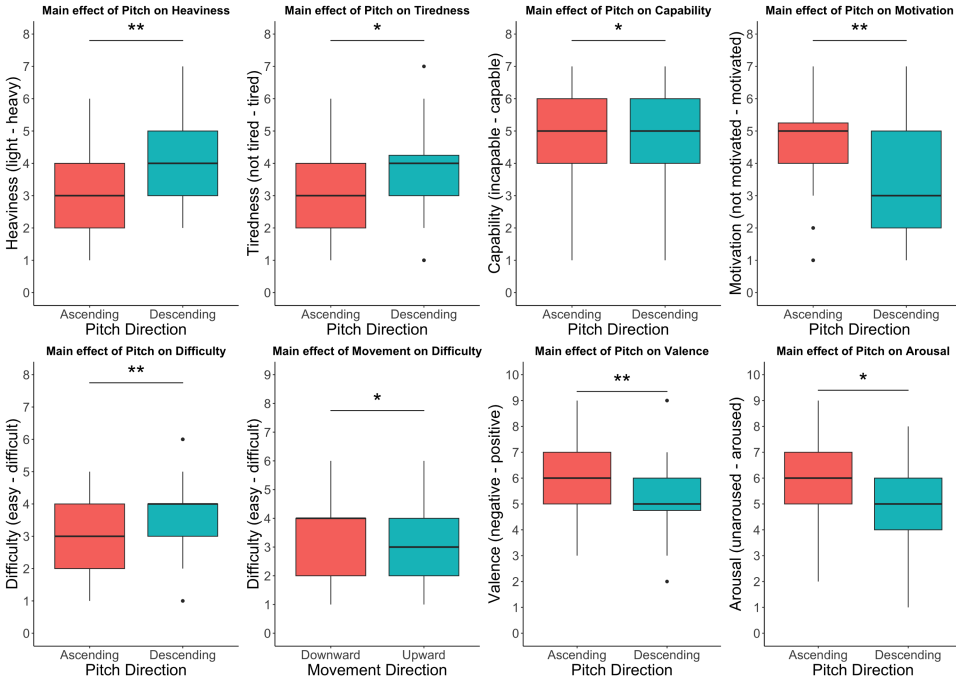 Main effect of Pitch on Heaviness
**
Heaviness (light - heavy)
8
7
6
5
4
3
2
1
0
Ascending Descending
Pitch Direction
Main effect of Pitch on Tiredness
*
Tiredness (not tired - tired)
8
7
6
5
4
3
2
1
0
Ascending Descending
Pitch Direction
Main effect of Pitch on Capability
*
Capability (incapable - capable)
8
7
6
5
4
3
2
1
0
Ascending Descending
Pitch Direction
Main effect of Pitch on Motivation
**
Motivation (not motivated - motivated)
8
7
6
5
4
3
2
1
0
Ascending Descending
Pitch Direction
Main effect of Pitch on Difficulty
**
Difficulty (easy - difficult)
8
7
6
5
4
3
2
1
0
Ascending Descending
Pitch Direction
Main effect of Movement on Difficulty
*
Difficulty (easy - difficult)
9
8
7
6
5
4
3
2
1
0
Downward Upward
Movement Direction
Main effect of Pitch on Valence
**
Valence (negative - positive)
10
9
8
7
6
5
4
3
2
1
0
Ascending Descending
Pitch Direction
Main effect of Pitch on Arousal
*
Arousal (unaroused - aroused)
10
9
8
7
6
5
4
3
2
1
0
Ascending Descending
Pitch Direction